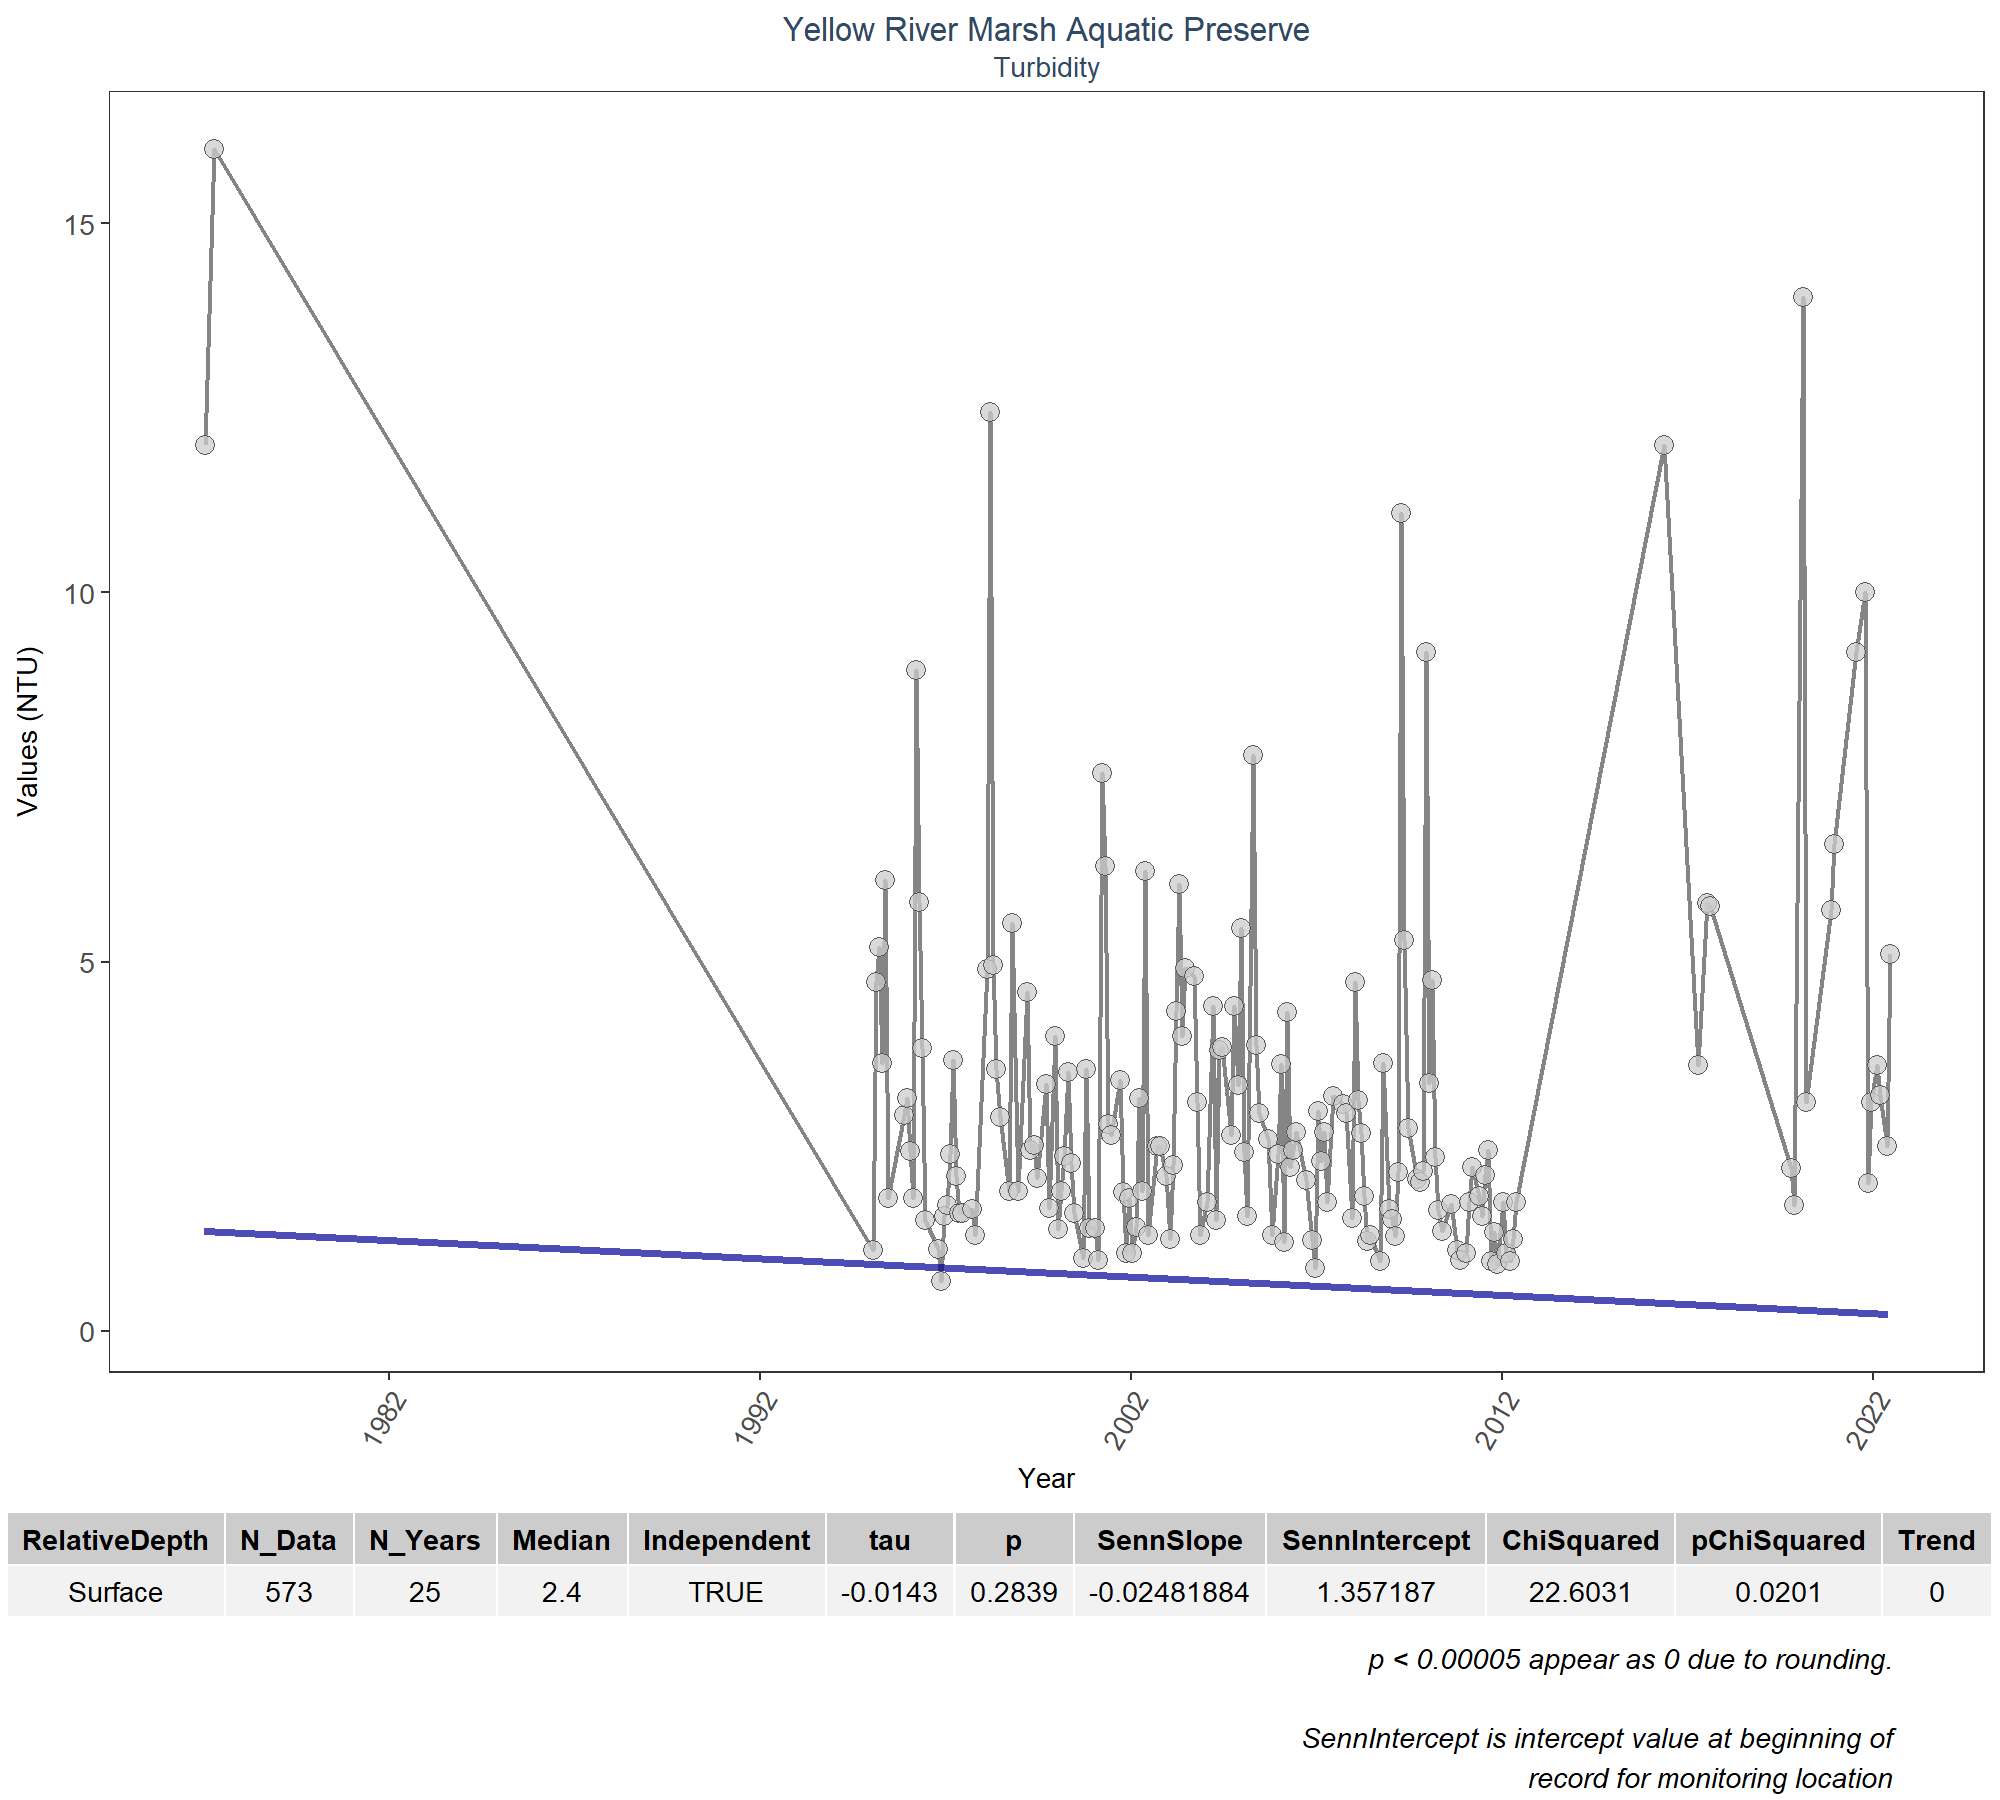 Yellow River Marsh Aquatic Preserve
Turbidity
15
10
5
0
Values (NTU)
1982
1992
2002
2012
2022
Year
RelativeDepth N_Data N_Years Median Independent tau p SennSlope SennIntercept ChiSquared pChiSquared Trend
Surface 573 25 2.4 TRUE -0.0143 0.2839 -0.02481884 1.357187 22.6031 0.0201 0
p < 0.00005 appear as 0 due to rounding.
SennIntercept is intercept value at beginning of
record for monitoring location